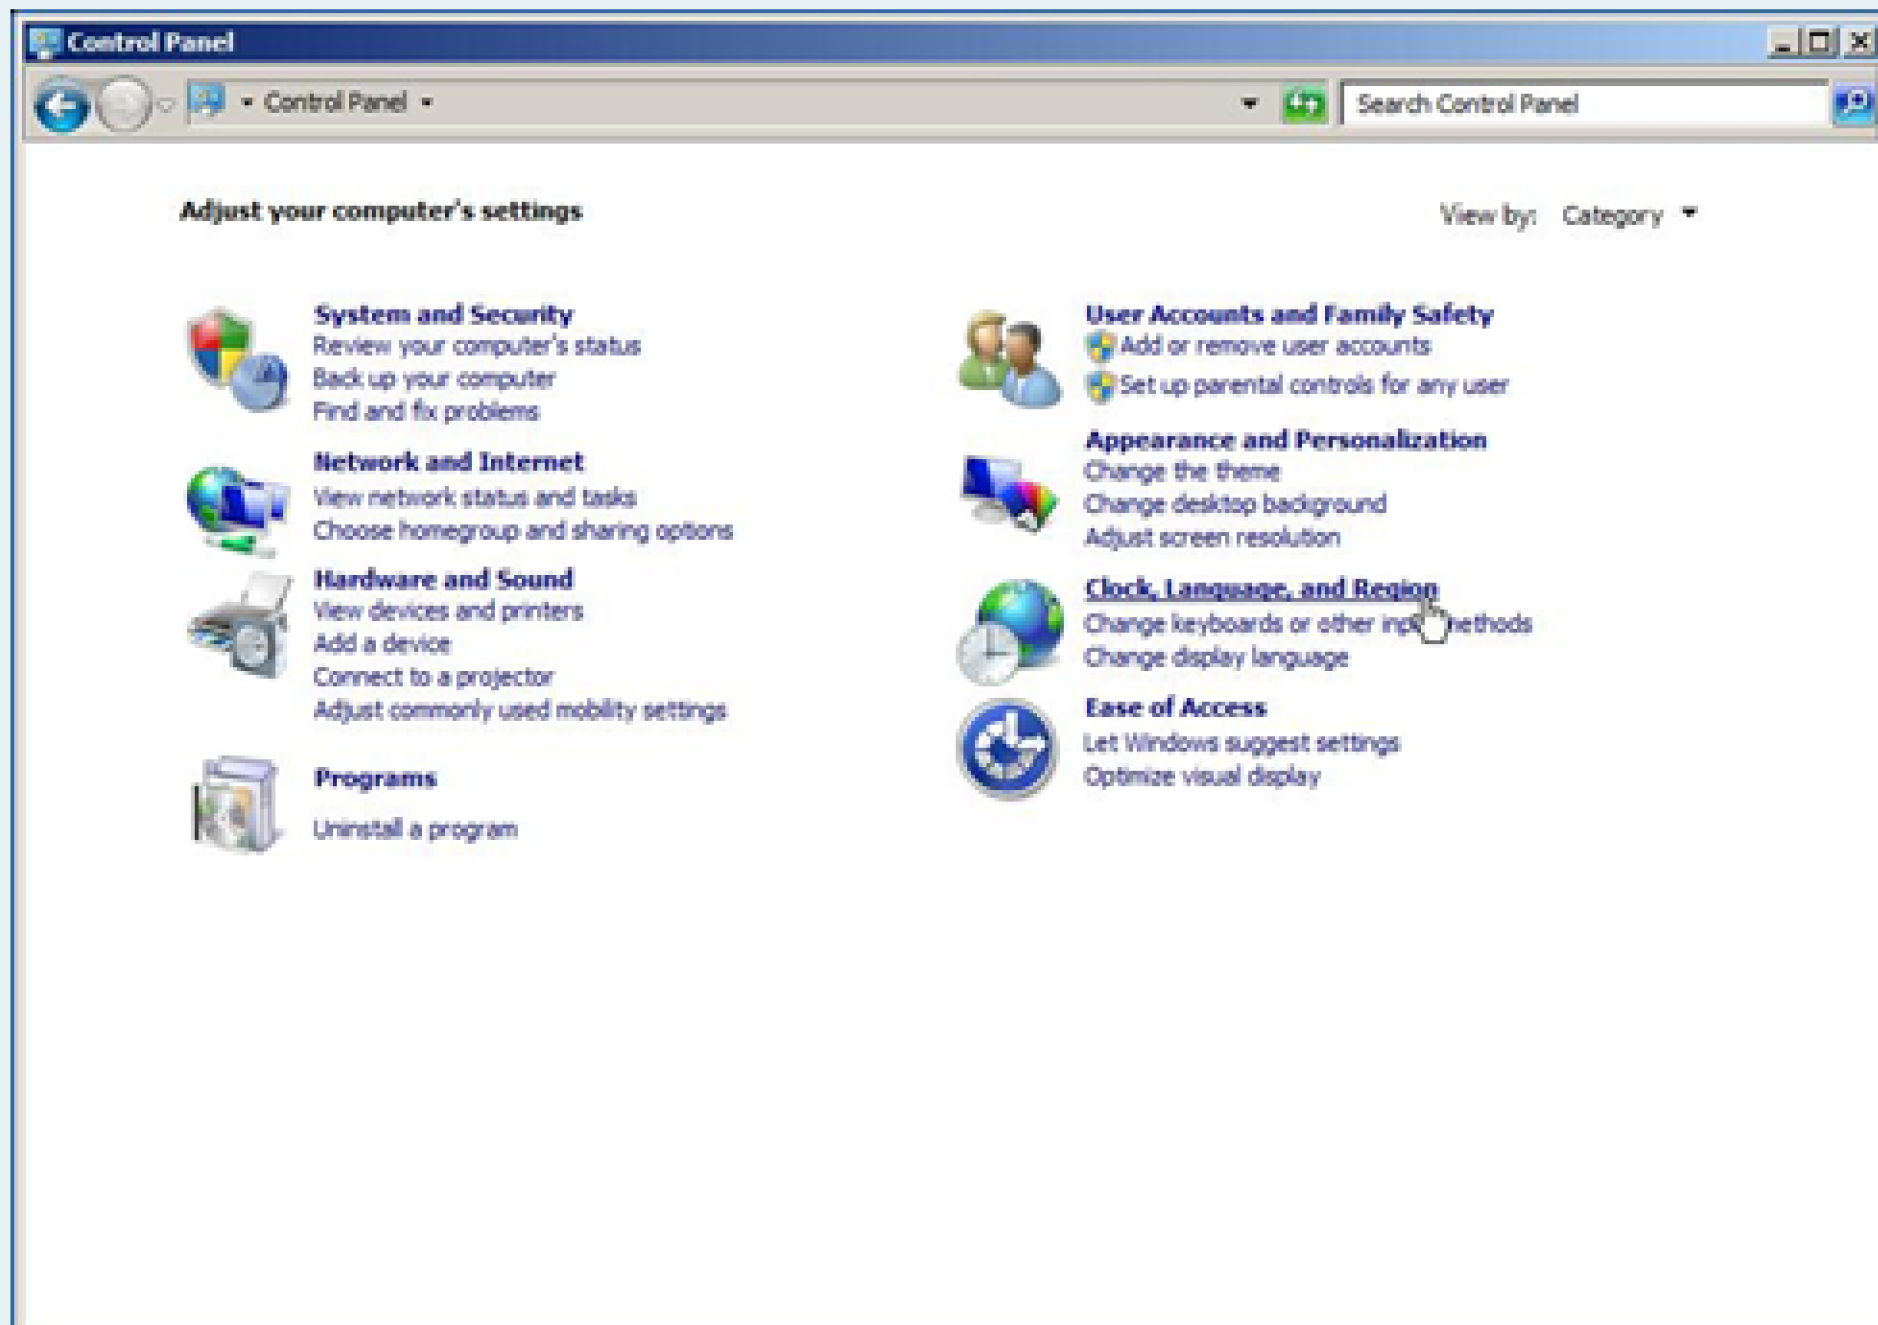 Control Panel
Control Panel
Search Control Panel
Adjust your computer's settings
View by: Category
System and Security
Review your computer's status
Back up your computer
Find and fix problems
Network and Internet
View network status and tasks
Choose homegroup and sharing options
Hardware and Sound
View devices and printers
Add a device
Connect to a projector
Adjust commonly used mobility settings
Programs
Uninstall a program
User Accounts and Family Safety
Add or remove user accounts
Set up parental controls for any user
Appearance and Personalization
Change the theme
Change desktop background
Adjust screen resolution
Clock, Language, and Region
Change keyboards or other input methods
Change display language
Ease of Access
Let Windows suggest settings
Optimize visual display